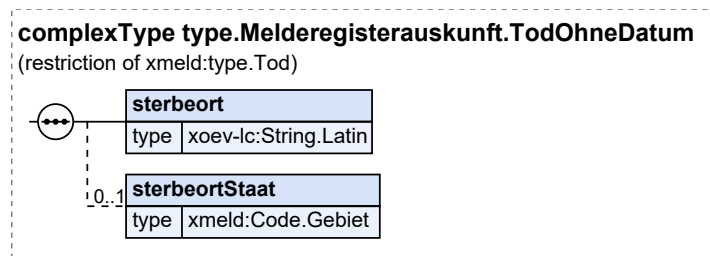 complexType type.Melderegisterauskunft.TodOhneDatum
(restriction of xmeld:type.Tod)
sterbeort
type xoev-lc:String.Latin
0..1 sterbeortStaat
type xmeld:Code.Gebiet